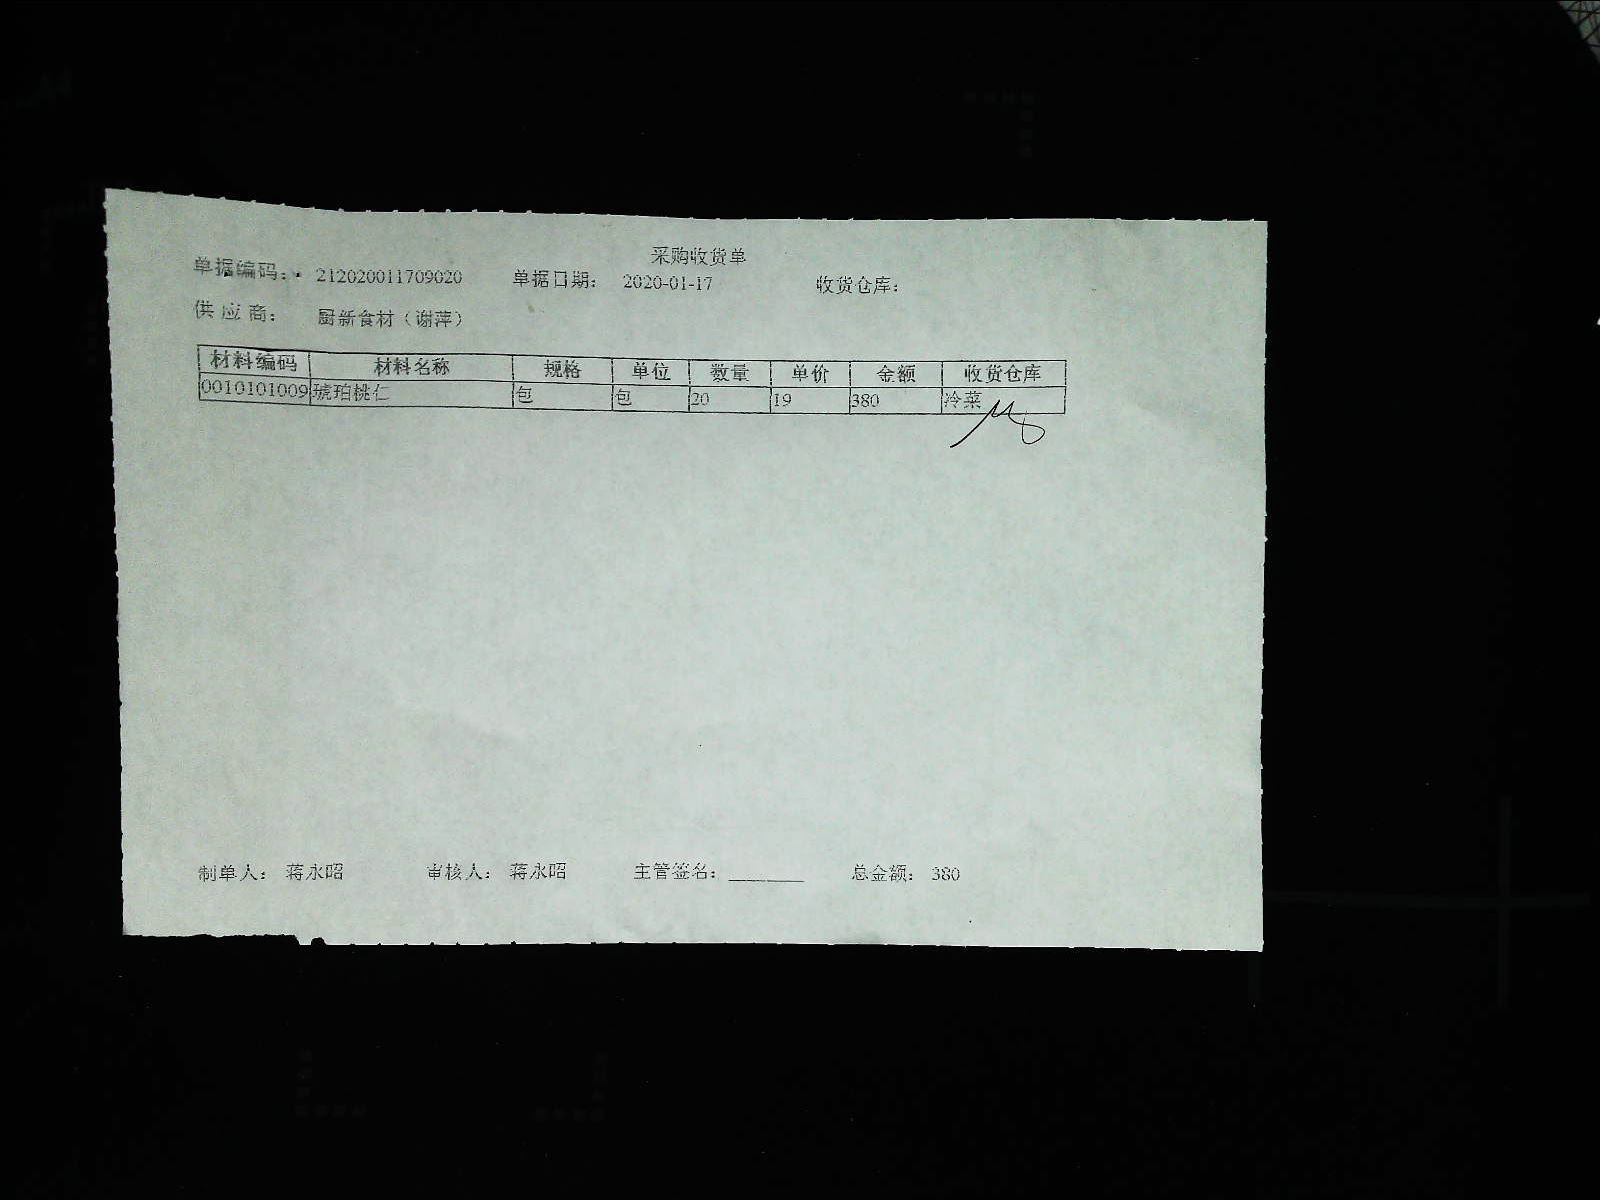 采购收货单
单据编码： 212020011709020 单据日期： 2020-01-17 收货仓库：
供应商： 厨新食材（谢萍）
材料编码 材料名称 规格 单位 数量 单价 金额 收货仓库
0010101009 琥珀桃仁 包 包 20 19 380 冷菜
制单人： 蒋永昭 审核人： 蒋永昭 主管签名：______ 总金额： 380